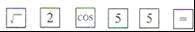 √ 2 COS 5 5 =